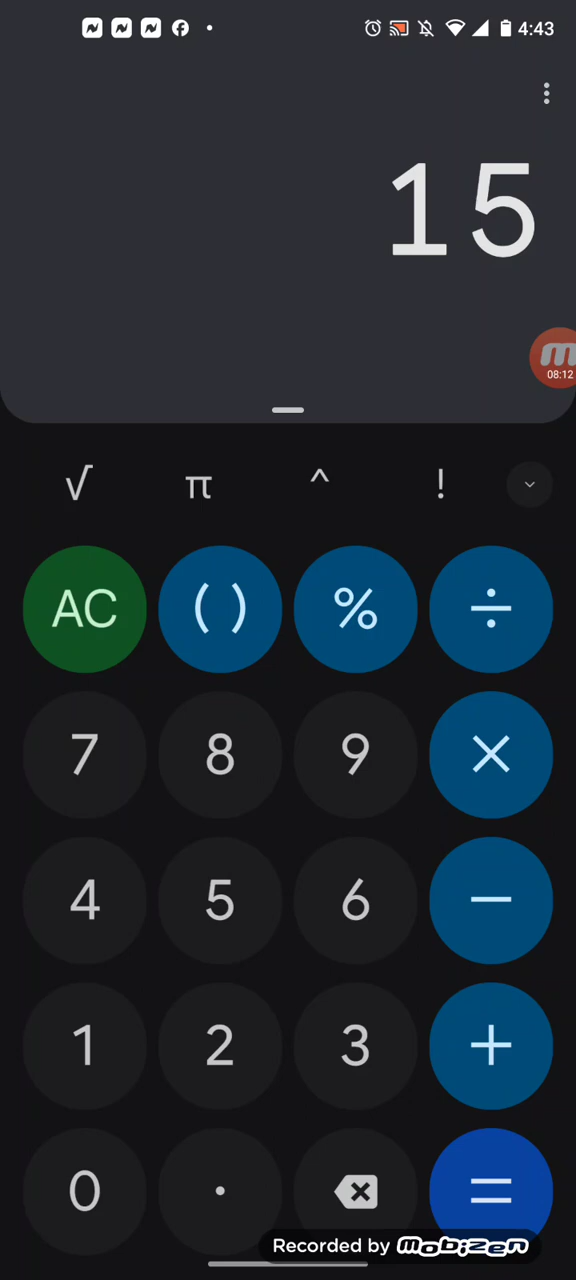 4:43
15
m
08:12
√ π ^ !
AC ( ) % ÷
7 8 9 ×
4 5 6 −
1 2 3 +
0 . =
Recorded by mobizen